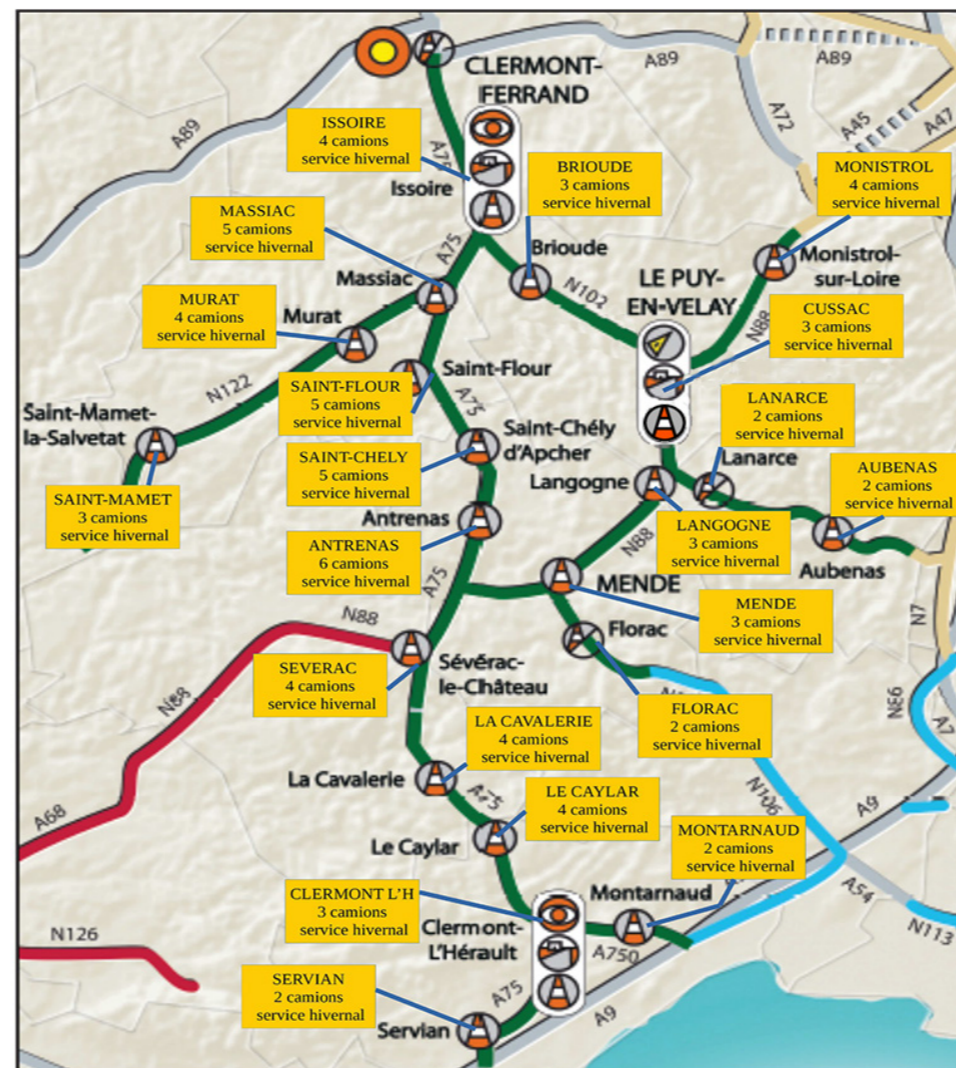 A89
A89
A89
A72
A45
A47
CLERMONT-
FERRAND
ISSOIRE
4 camions
service hivernal
A75
Issoire
BRIOUDE
3 camions
service hivernal
MONISTROL
4 camions
service hivernal
MASSIAC
5 camions
service hivernal
A75
Brioude
Monistrol-
sur-Loire
Massiac
N102
LE PUY-
EN-VELAY
N88
MURAT
4 camions
service hivernal
Murat
CUSSAC
3 camions
service hivernal
N122
Saint-Flour
SAINT-FLOUR
5 camions
service hivernal
A75
LANARCE
2 camions
service hivernal
Lanarce
Saint-Mamet-
la-Salvetat
Saint-Chély
d'Apcher
SAINT-CHELY
5 camions
service hivernal
Langogne
AUBENAS
2 camions
service hivernal
SAINT-MAMET
3 camions
service hivernal
Antrenas
LANGOGNE
3 camions
service hivernal
ANTRENAS
6 camions
service hivernal
N88
Aubenas
A75
MENDE
MENDE
3 camions
service hivernal
N7
N88
Florac
SEVERAC
4 camions
service hivernal
Sévérac-
le-Château
N88
FLORAC
2 camions
service hivernal
N86
A7
LA CAVALERIE
4 camions
service hivernal
La Cavalerie
A75
LE CAYLAR
4 camions
service hivernal
N106
A9
A68
Le Caylar
MONTARNAUD
2 camions
service hivernal
CLERMONT L'H
3 camions
service hivernal
Montarnaud
A54
Clermont-
L'Hérault
A750
N113
N126
SERVIAN
2 camions
service hivernal
A75
A9
Servian